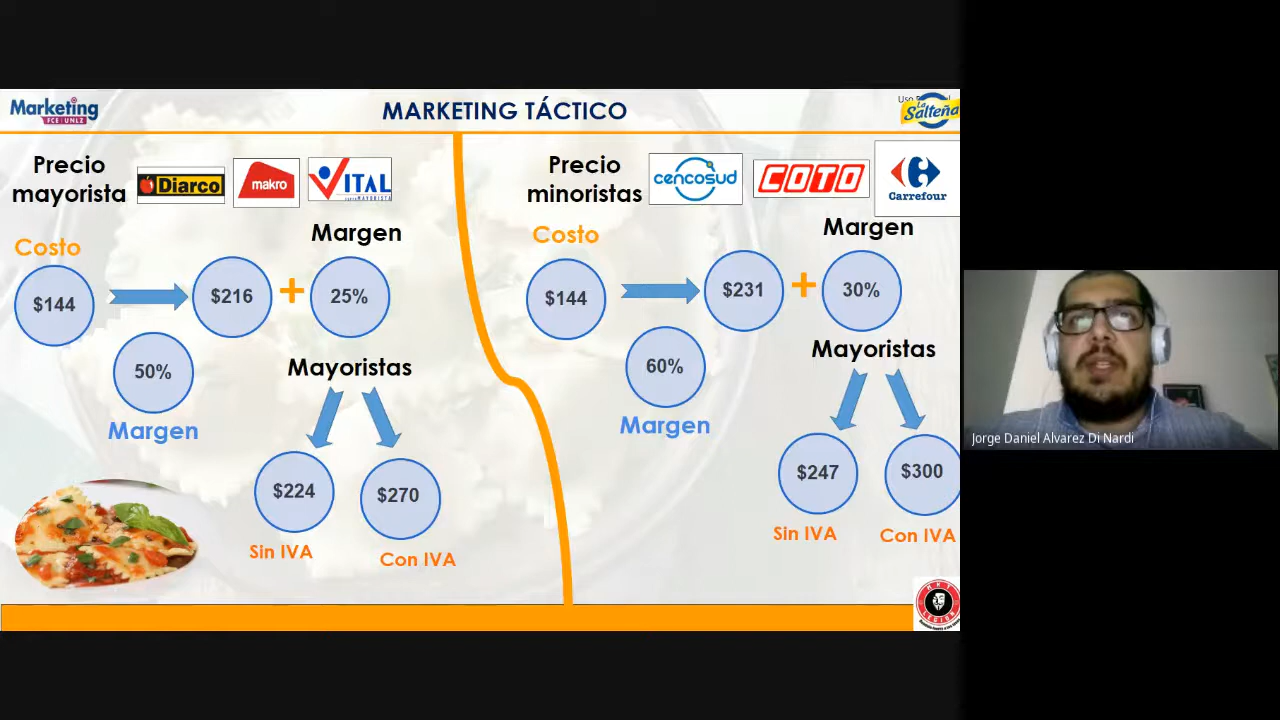 Marketing
FCE | UNLZ
MARKETING TÁCTICO
La
Salteña
Precio
mayorista
Diarco
makro
VITAL
Costo
$144
$216
+
Margen
25%
50%
Margen
Mayoristas
$224
$270
Sin IVA
Con IVA
Precio
minoristas
cencosud
COTO
Carrefour
Costo
$144
$231
+
Margen
30%
60%
Margen
Mayoristas
$247
$300
Sin IVA
Con IVA
Jorge Daniel Alvarez Di Nardi